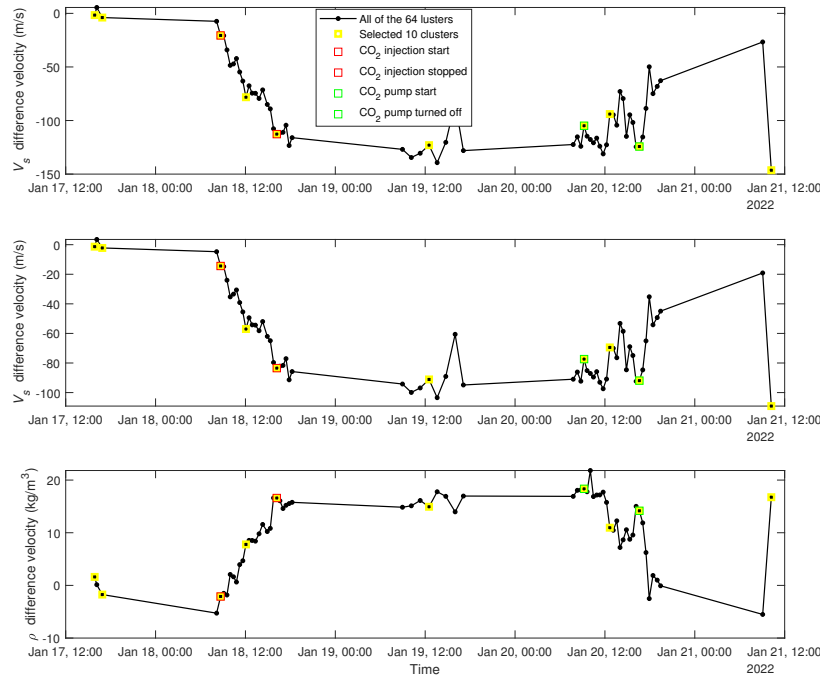 All of the 64 lusters
Selected 10 clusters
CO2 injection start
CO2 injection stopped
CO2 pump start
CO2 pump turned off
Vs difference velocity (m/s)
0
-50
-100
-150
Jan 17, 12:00 Jan 18, 00:00 Jan 18, 12:00 Jan 19, 00:00 Jan 19, 12:00 Jan 20, 00:00 Jan 20, 12:00 Jan 21, 00:00 Jan 21, 12:00
2022
Vs difference velocity (m/s)
0
-20
-40
-60
-80
-100
Jan 17, 12:00 Jan 18, 00:00 Jan 18, 12:00 Jan 19, 00:00 Jan 19, 12:00 Jan 20, 00:00 Jan 20, 12:00 Jan 21, 00:00 Jan 21, 12:00
2022
ρ difference velocity (kg/m3)
20
10
0
-10
Jan 17, 12:00 Jan 18, 00:00 Jan 18, 12:00 Jan 19, 00:00 Jan 19, 12:00 Jan 20, 00:00 Jan 20, 12:00 Jan 21, 00:00 Jan 21, 12:00
Time
2022